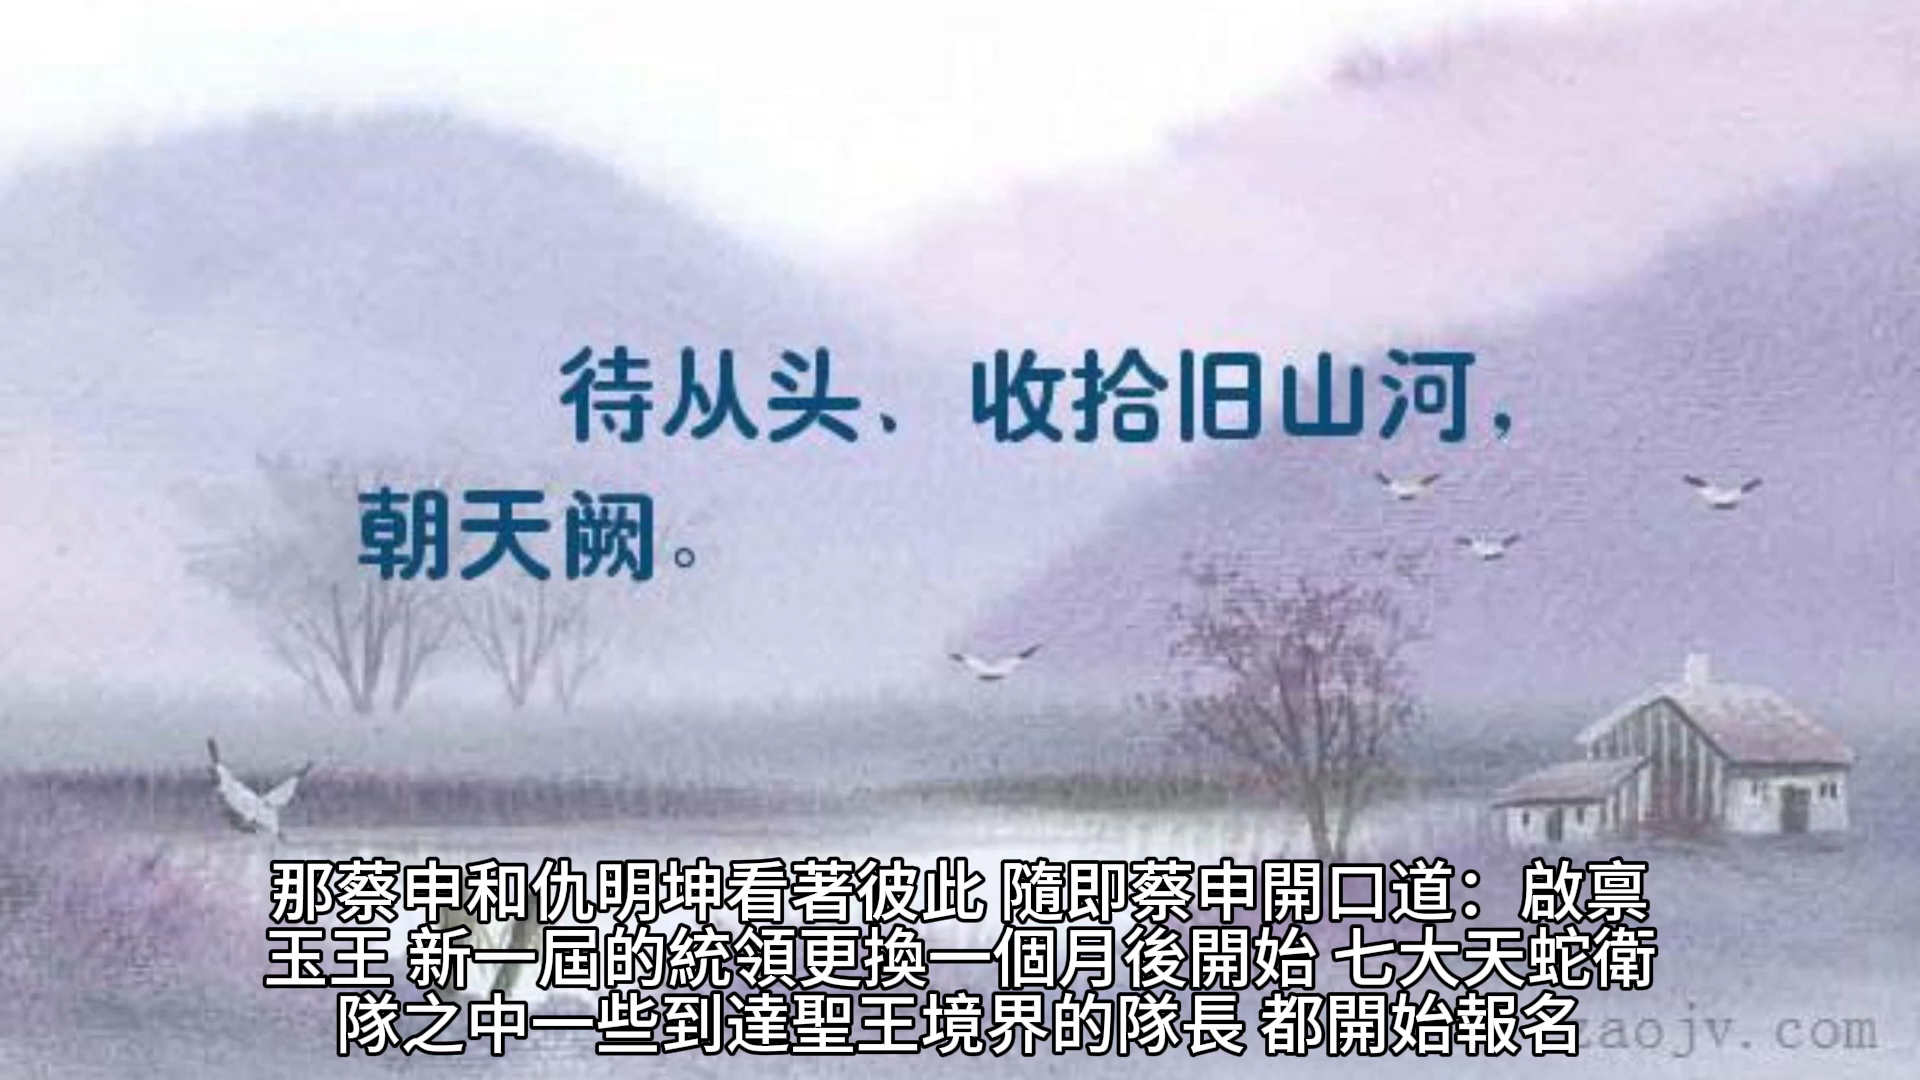 待从头、收拾旧山河，
朝天阙。
那蔡申和仇明坤看著彼此 隨即蔡申開口道：啟禀
玉王 新一屆的統領更換一個月後開始 七大天蛇衛
隊之中一些到達聖王境界的隊長 都開始報名
zaojv.com